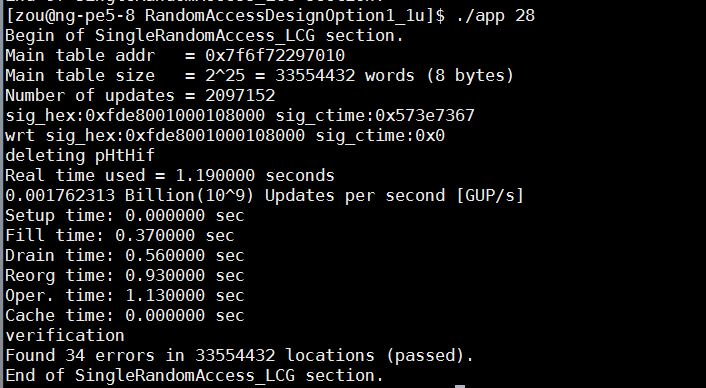 [zou@ng-pe5-8 RandomAccessDesignOption1_1u]$ ./app 28
Begin of SingleRandomAccess_LCG section.
Main table addr   = 0x7f6f72297010
Main table size   = 2^25 = 33554432 words (8 bytes)
Number of updates = 2097152
sig_hex:0xfde8001000108000 sig_ctime:0x573e7367
wrt sig_hex:0xfde8001000108000 sig_ctime:0x0
deleting pHtHif
Real time used = 1.190000 seconds
0.001762313 Billion(10^9) Updates per second [GUP/s]
Setup time: 0.000000 sec
Fill time: 0.370000 sec
Drain time: 0.560000 sec
Reorg time: 0.930000 sec
Oper. time: 1.130000 sec
Cache time: 0.000000 sec
verification
Found 34 errors in 33554432 locations (passed).
End of SingleRandomAccess_LCG section.